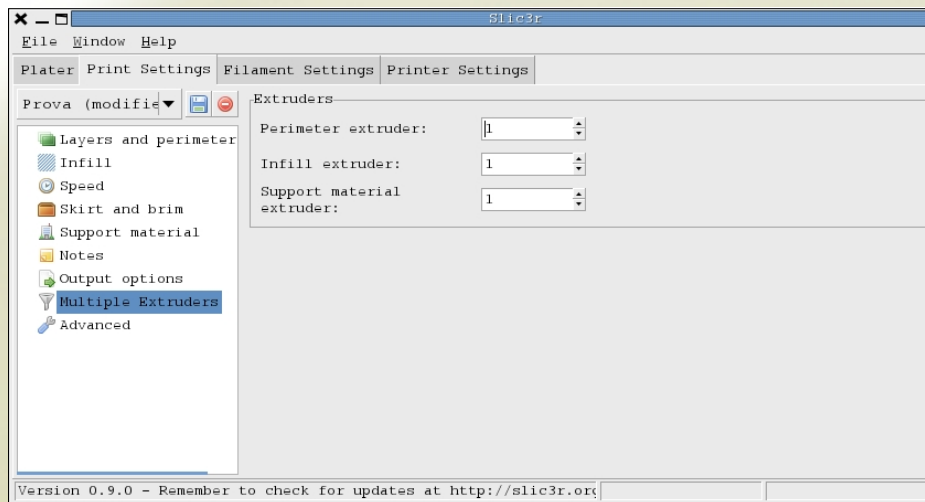 Slic3r
File Window Help
Plater Print Settings Filament Settings Printer Settings
Prova (modifie
Layers and perimeter
Infill
Speed
Skirt and brim
Support material
Notes
Output options
Multiple Extruders
Advanced
Extruders
Perimeter extruder: 1
Infill extruder: 1
Support material
extruder: 1
Version 0.9.0 - Remember to check for updates at http://slic3r.org